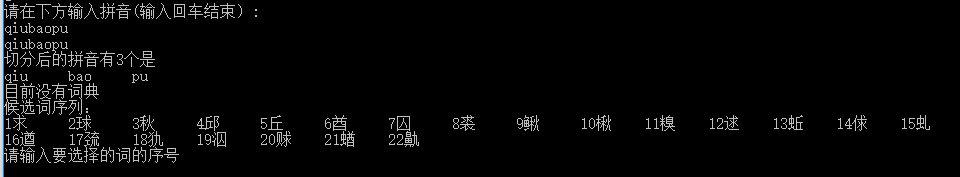 请在下方输入拼音(输入回车结束) :
qiubaopu
qiubaopu
切分后的拼音有3个是
qiu bao pu
目前没有词典
候选词序列：
1求 2球 3秋 4邱 5丘 6酋 7囚 8裘 9鳅 10楸 11糗 12逑 13蚯 14俅 15虬
16遒 17巯 18犰 19泅 20赇 21蝤 22鼽
请输入要选择的词的序号